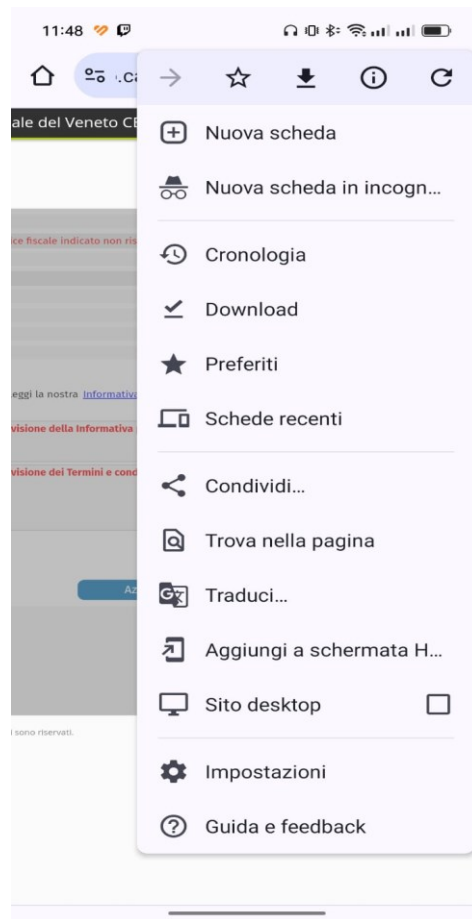 11:48
.ca
ale del Veneto CE
Nuova scheda
Nuova scheda in incogn...
ice fiscale indicato non ris
Cronologia
Download
Preferiti
eggi la nostra Informativa
Schede recenti
visione della Informativa
visione dei Termini e cond
Condividi...
Trova nella pagina
Az
Traduci...
Aggiungi a schermata H...
Sito desktop
i sono riservati.
Impostazioni
Guida e feedback